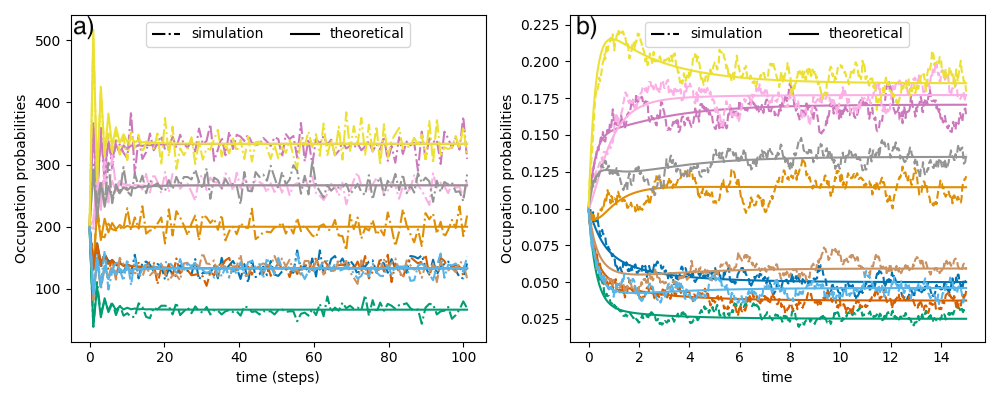 a)
simulation theoretical
Occupation probabilities
500
400
300
200
100
0 20 40 60 80 100
time (steps)
b)
simulation theoretical
Occupation probabilities
0.225
0.200
0.175
0.150
0.125
0.100
0.075
0.050
0.025
0 2 4 6 8 10 12 14
time